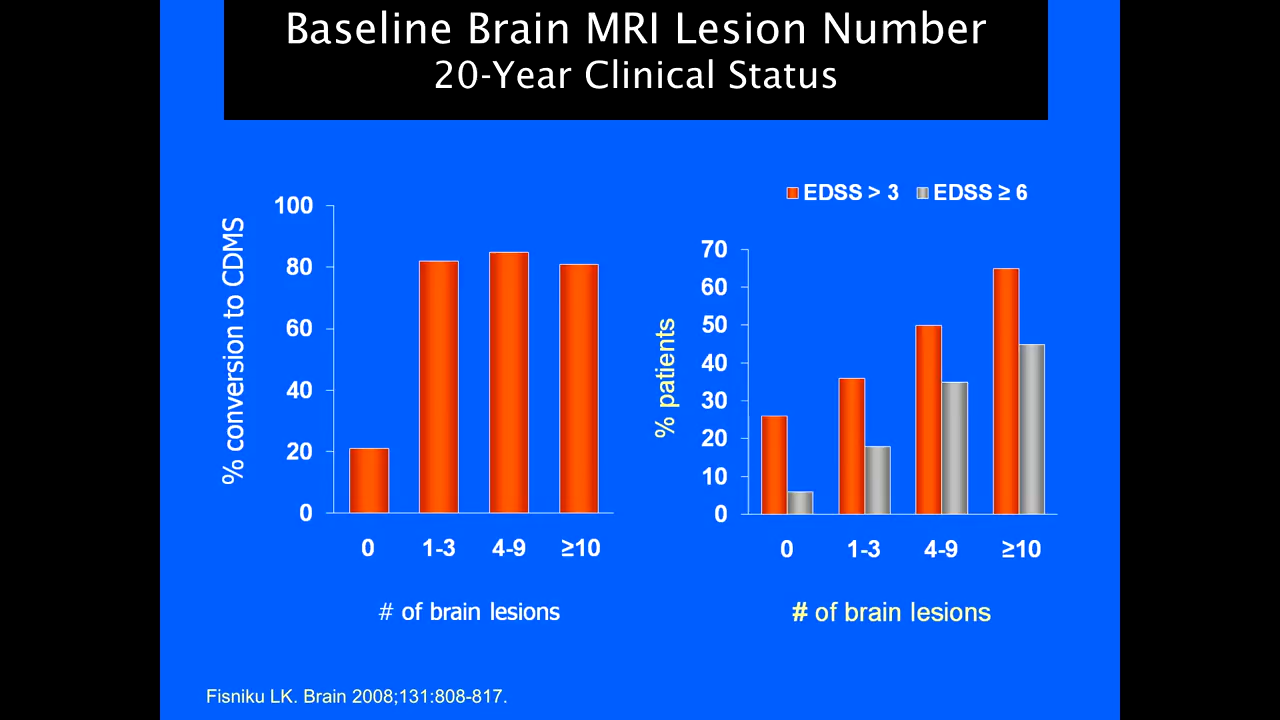 Baseline Brain MRI Lesion Number
20-Year Clinical Status
% conversion to CDMS
100
80
60
40
20
0
0 1-3 4-9 ≥10
# of brain lesions
EDSS > 3 EDSS ≥ 6
% patients
70
60
50
40
30
20
10
0
0 1-3 4-9 ≥10
# of brain lesions
Fisniku LK. Brain 2008;131:808-817.